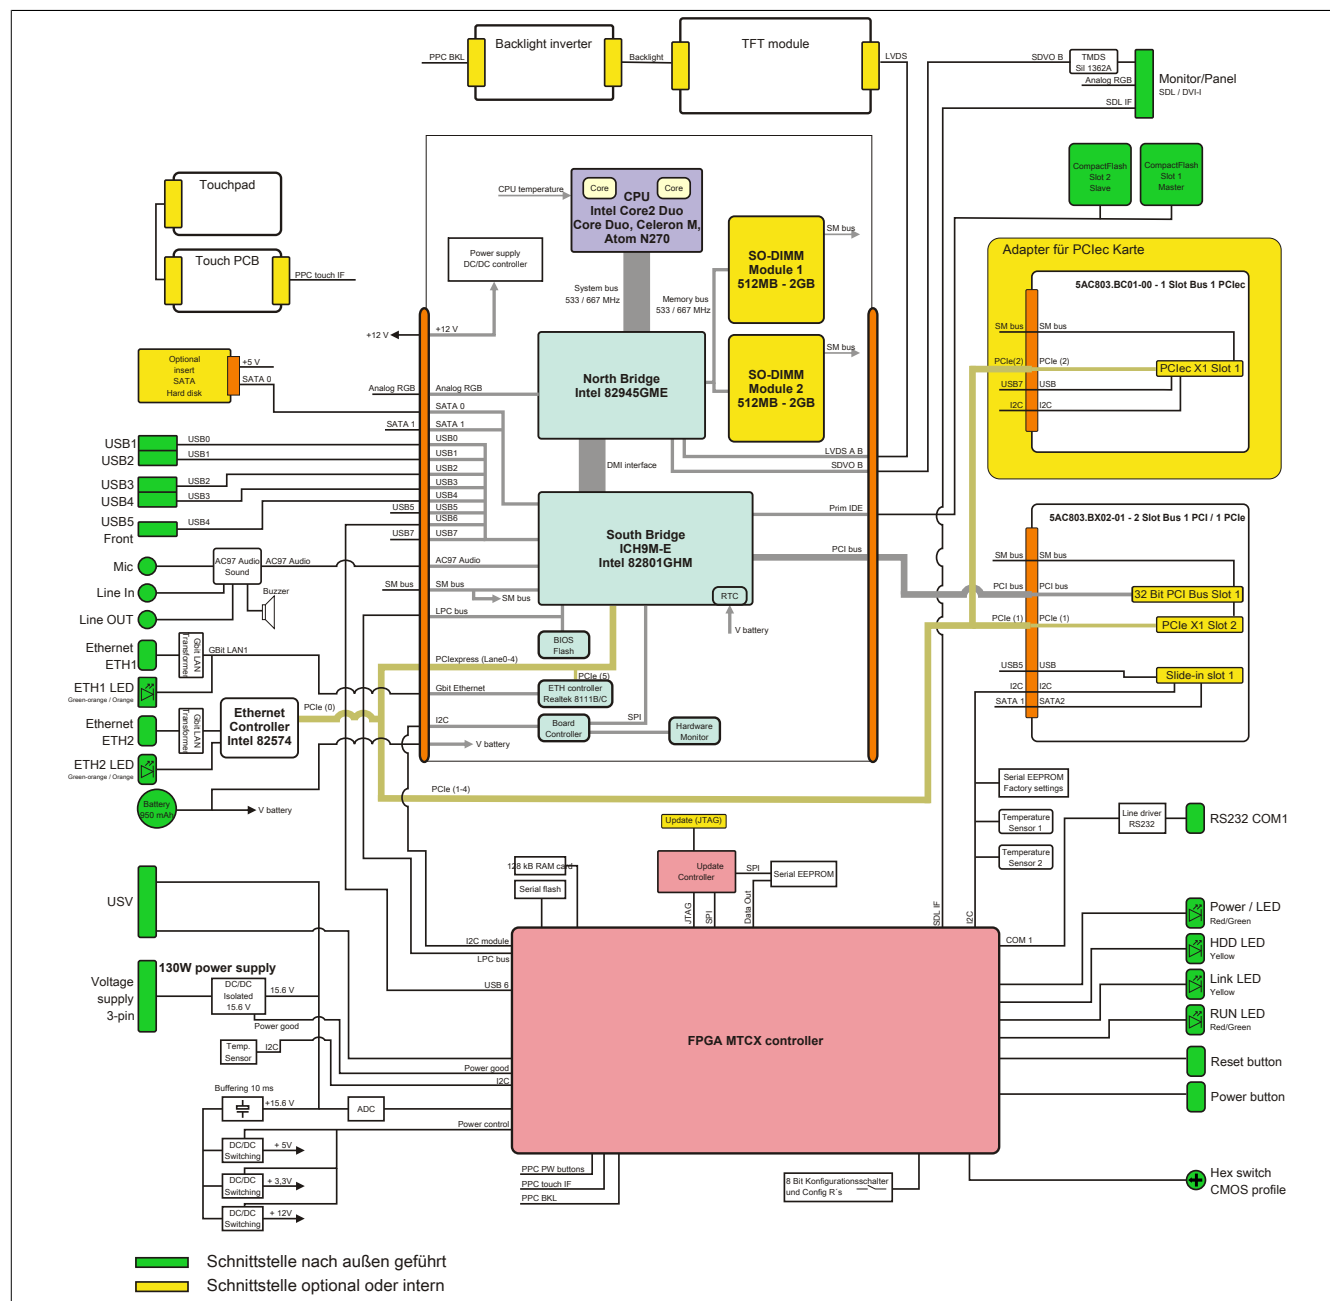 Backlight inverter
TFT module
PPC BKL
Backlight
LVDS
SDVO B
TMDS
Sil 1362A
Analog RGB
SDL IF
Monitor/Panel
SDL / DVI-I
CompactFlash
Slot 2
Slave
CompactFlash
Slot 1
Master
Touchpad
Touch PCB
PPC touch IF
CPU temperature
Core
Core
CPU
Intel Core2 Duo
Core Duo, Celeron M,
Atom N270
Power supply
DC/DC controller
System bus
533 / 667 MHz
Memory bus
533 / 667 MHz
SO-DIMM
Module 1
512MB - 2GB
SM bus
SO-DIMM
Module 2
512MB - 2GB
SM bus
Adapter für PCIec Karte
5AC803.BC01-00 - 1 Slot Bus 1 PCIec
SM bus
SM bus
PCIe(2)
PCIe (2)
PCIec X1 Slot 1
USB7
USB
I2C
I2C
+12 V
+12 V
Optional
insert
SATA
Hard disk
+5 V
SATA 0
Analog RGB
Analog RGB
SATA 0
SATA 1
SATA 1
North Bridge
Intel 82945GME
USB1
USB2
USB0
USB1
USB3
USB4
USB2
USB3
USB5
Front
USB4
USB0
USB1
USB2
USB3
USB4
USB5
USB5
USB6
USB7
USB7
DMI interface
LVDS A B
SDVO B
Prim IDE
PCI bus
South Bridge
ICH9M-E
Intel 82801GHM
RTC
V battery
5AC803.BX02-01 - 2 Slot Bus 1 PCI / 1 PCIe
SM bus
SM bus
PCI bus
PCI bus
32 Bit PCI Bus Slot 1
PCIe (1)
PCIe (1)
PCIe X1 Slot 2
USB5
USB
Slide-in slot 1
I2C
I2C
SATA 1
SATA2
Mic
AC97 Audio
Sound
AC97 Audio
AC97 Audio
Line In
Line OUT
Buzzer
SM bus
SM bus
SM bus
LPC bus
BIOS
Flash
Ethernet
ETH1
Gbit LAN
Transformer
GBit LAN1
ETH1 LED
Green-orange / Orange
PCIexpress (Lane0-4)
PCIe (5)
Gbit Ethernet
ETH controller
Realtek 8111B/C
Ethernet
ETH2
Gbit LAN
Transformer
Ethernet
Controller
Intel 82574
PCIe (0)
ETH2 LED
Green-orange / Orange
I2C
Board
Controller
SPI
Hardware
Monitor
V battery
Battery
950 mAh
V battery
PCIe (1-4)
Serial EEPROM
Factory settings
Temperature
Sensor 1
Temperature
Sensor 2
Line driver
RS232
RS232 COM1
Update (JTAG)
Update
Controller
SPI
Serial EEPROM
JTAG
SPI
Data Out
128 kB RAM card
Serial flash
SDL IF
I2C
USV
I2C module
LPC bus
USB 6
COM 1
FPGA MTCX controller
Power / LED
Red/Green
HDD LED
Yellow
Link LED
Yellow
RUN LED
Red/Green
Reset button
Power button
Voltage
supply
3-pin
130W power supply
DC/DC
Isolated
15.6 V
15.6 V
Power good
Temp.
Sensor
I2C
Power good
I2C
Buffering 10 ms
+15.6 V
ADC
Power control
DC/DC
Switching
+ 5V
DC/DC
Switching
+ 3,3V
DC/DC
Switching
+ 12V
PPC PW buttons
PPC touch IF
PPC BKL
8 Bit Konfigurationsschalter
und Config R´s
Hex switch
CMOS profile
Schnittstelle nach außen geführt
Schnittstelle optional oder intern